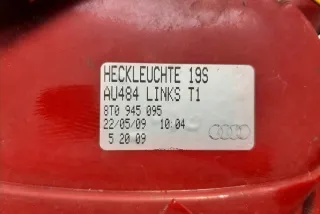 HECKLEUCHTE 19S
AU484 LINKS T1
8T0 945 095
22/05/09 10:04
5 20 09